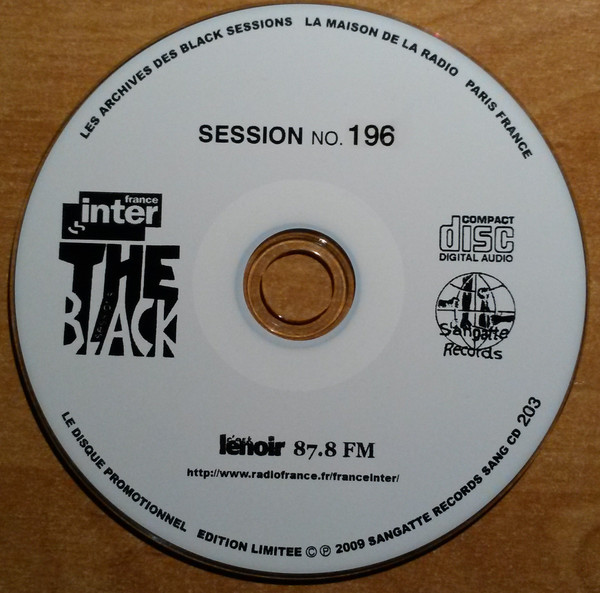 LES ARCHIVES DES BLACK SESSIONS LA MAISON DE LA RADIO PARIS FRANCE
SESSION NO. 196
france
inter
THE
BLACK
COMPACT
disc
DIGITAL AUDIO
Sangatte
Records
lenoir 87.8 FM
http://www.radiofrance.fr/franceinter/
LE DISQUE PROMOTIONNEL EDITION LIMITEE © ℗ 2009 SANGATTE RECORDS SANG CD 203